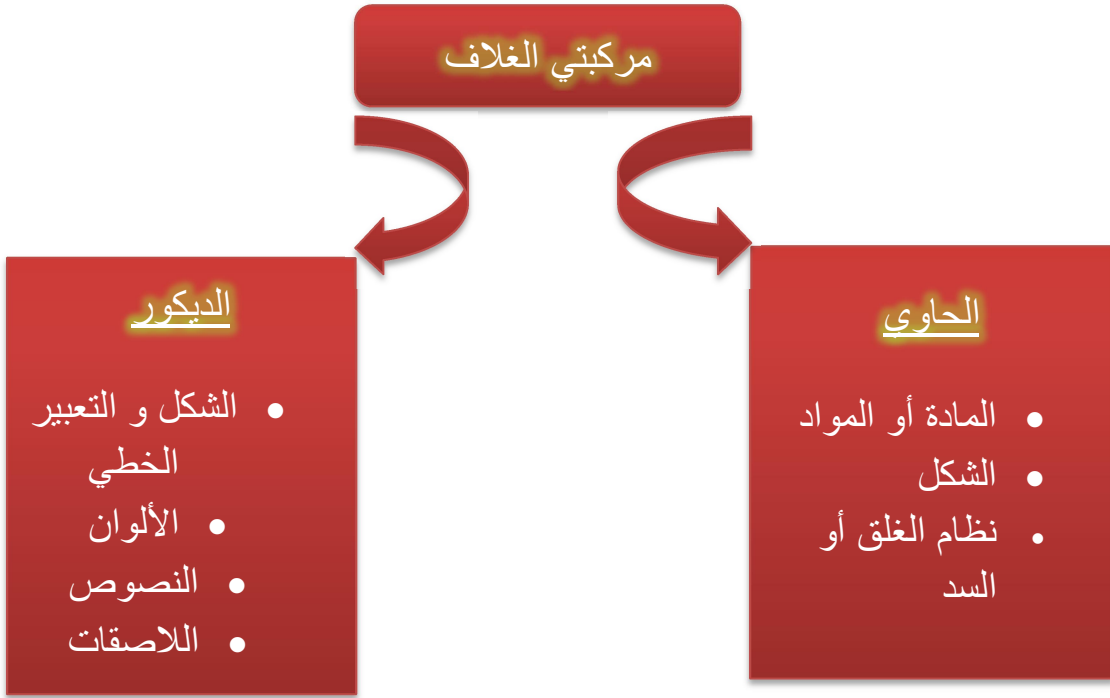 مركبتي الغلاف
الحاوي
• المادة أو المواد
• الشكل
• نظام الغلق أو
السد
الديكور
• الشكل و التعبير
الخطي
• الألوان
• النصوص
• اللاصقات